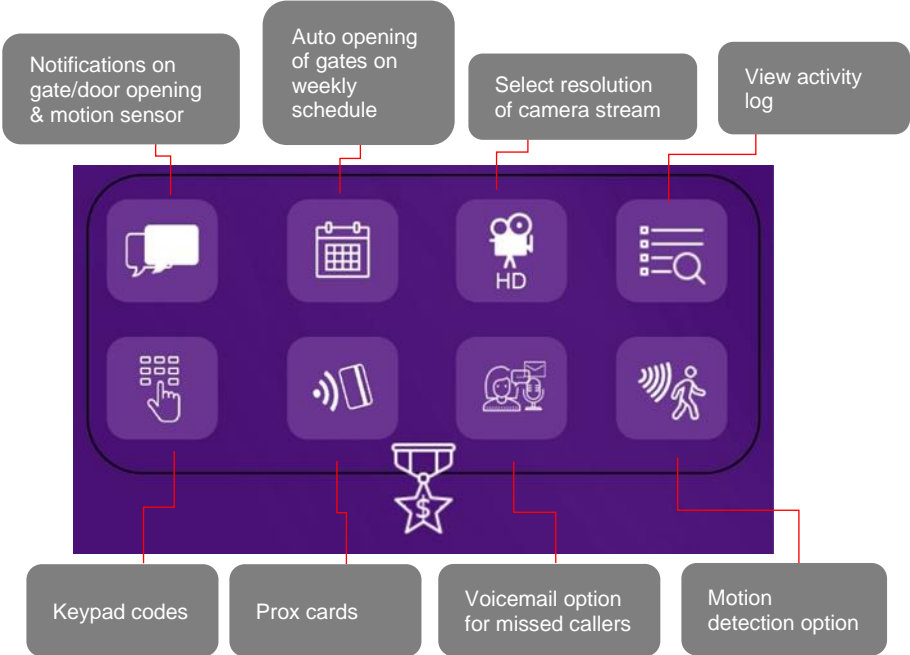 Notifications on
gate/door opening
& motion sensor
Auto opening
of gates on
weekly
schedule
Select resolution
of camera stream
View activity
log
HD
$
Keypad codes
Prox cards
Voicemail option
for missed callers
Motion
detection option